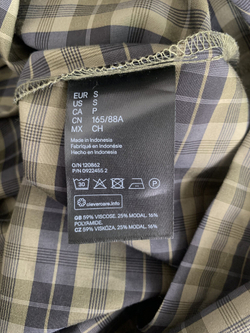 EUR S
US S
CA P
CN 165/88A
MX CH
Made in Indonesia
Fabriqué en Indonésie
Hecho en Indonesia
G/N 120862
P/N 0922455 2
30
P
clevercare.info
GB 59% VISCOSE, 25% MODAL, 16%
POLYAMIDE.
CZ 59% VISKÓZA, 25% MODAL, 16%